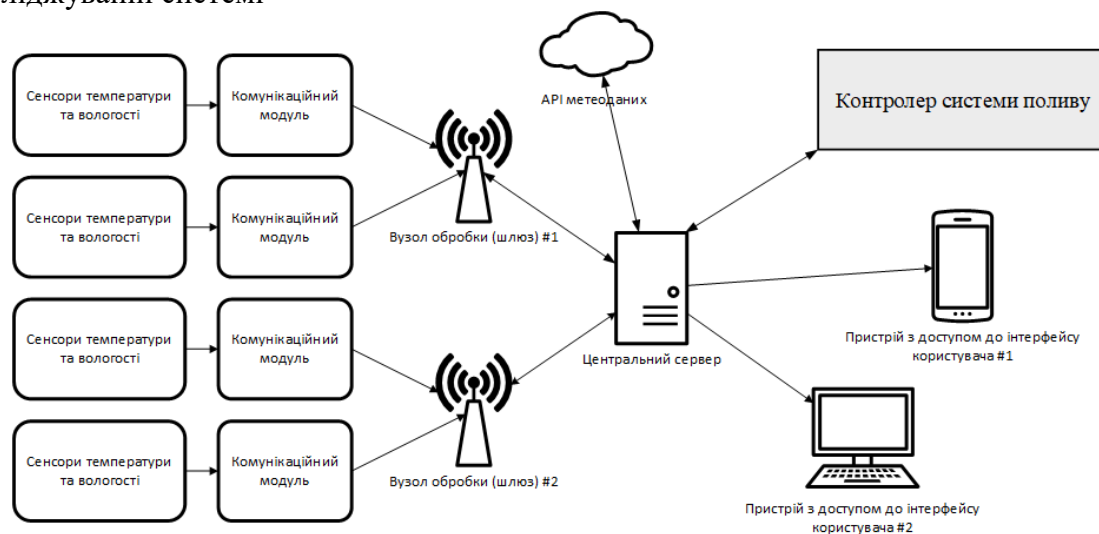 ліджуваній системі
API метеоданих
Контролер системи поливу
Сенсори температури
та вологості
Комунікаційний
модуль
Вузол обробки (шлюз) #1
Сенсори температури
та вологості
Комунікаційний
модуль
Центральний сервер
Пристрій з доступом до інтерфейсу
користувача #1
Сенсори температури
та вологості
Комунікаційний
модуль
Вузол обробки (шлюз) #2
Сенсори температури
та вологості
Комунікаційний
модуль
Пристрій з доступом до інтерфейсу
користувача #2